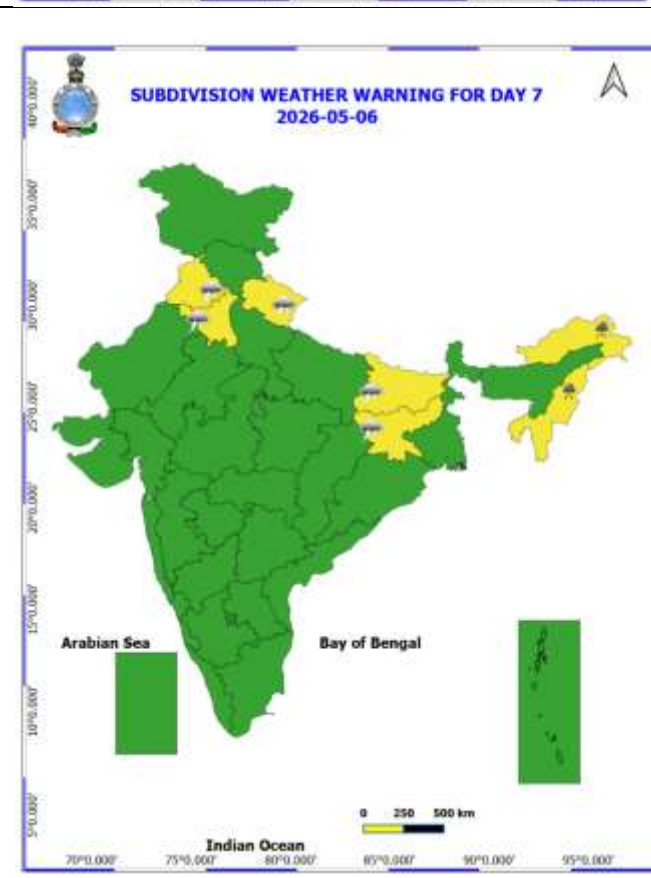 SUBDIVISION WEATHER WARNING FOR DAY 7
2026-05-06
40°0.000'
35°0.000'
30°0.000'
25°0.000'
20°0.000'
15°0.000'
Arabian Sea
Bay of Bengal
10°0.000'
5°0.000'
0 250 500 km
Indian Ocean
70°0.000' 75°0.000' 80°0.000' 85°0.000' 90°0.000' 95°0.000'